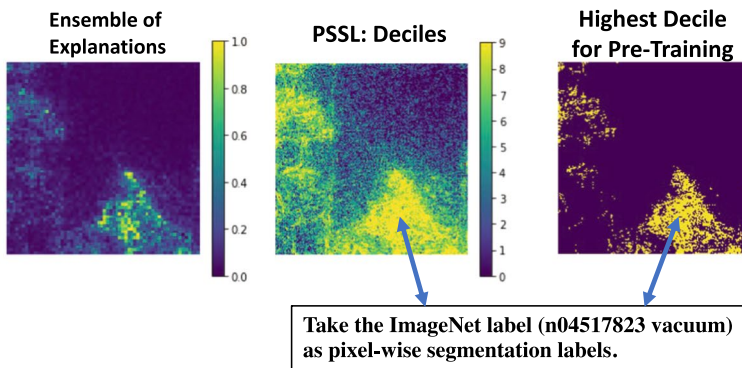 Ensemble of
Explanations
PSSL: Deciles
Highest Decile
for Pre-Training
1.0
0.8
0.6
0.4
0.2
0.0
9
8
7
6
5
4
3
2
1
0
Take the ImageNet label (n04517823 vacuum)
as pixel-wise segmentation labels.